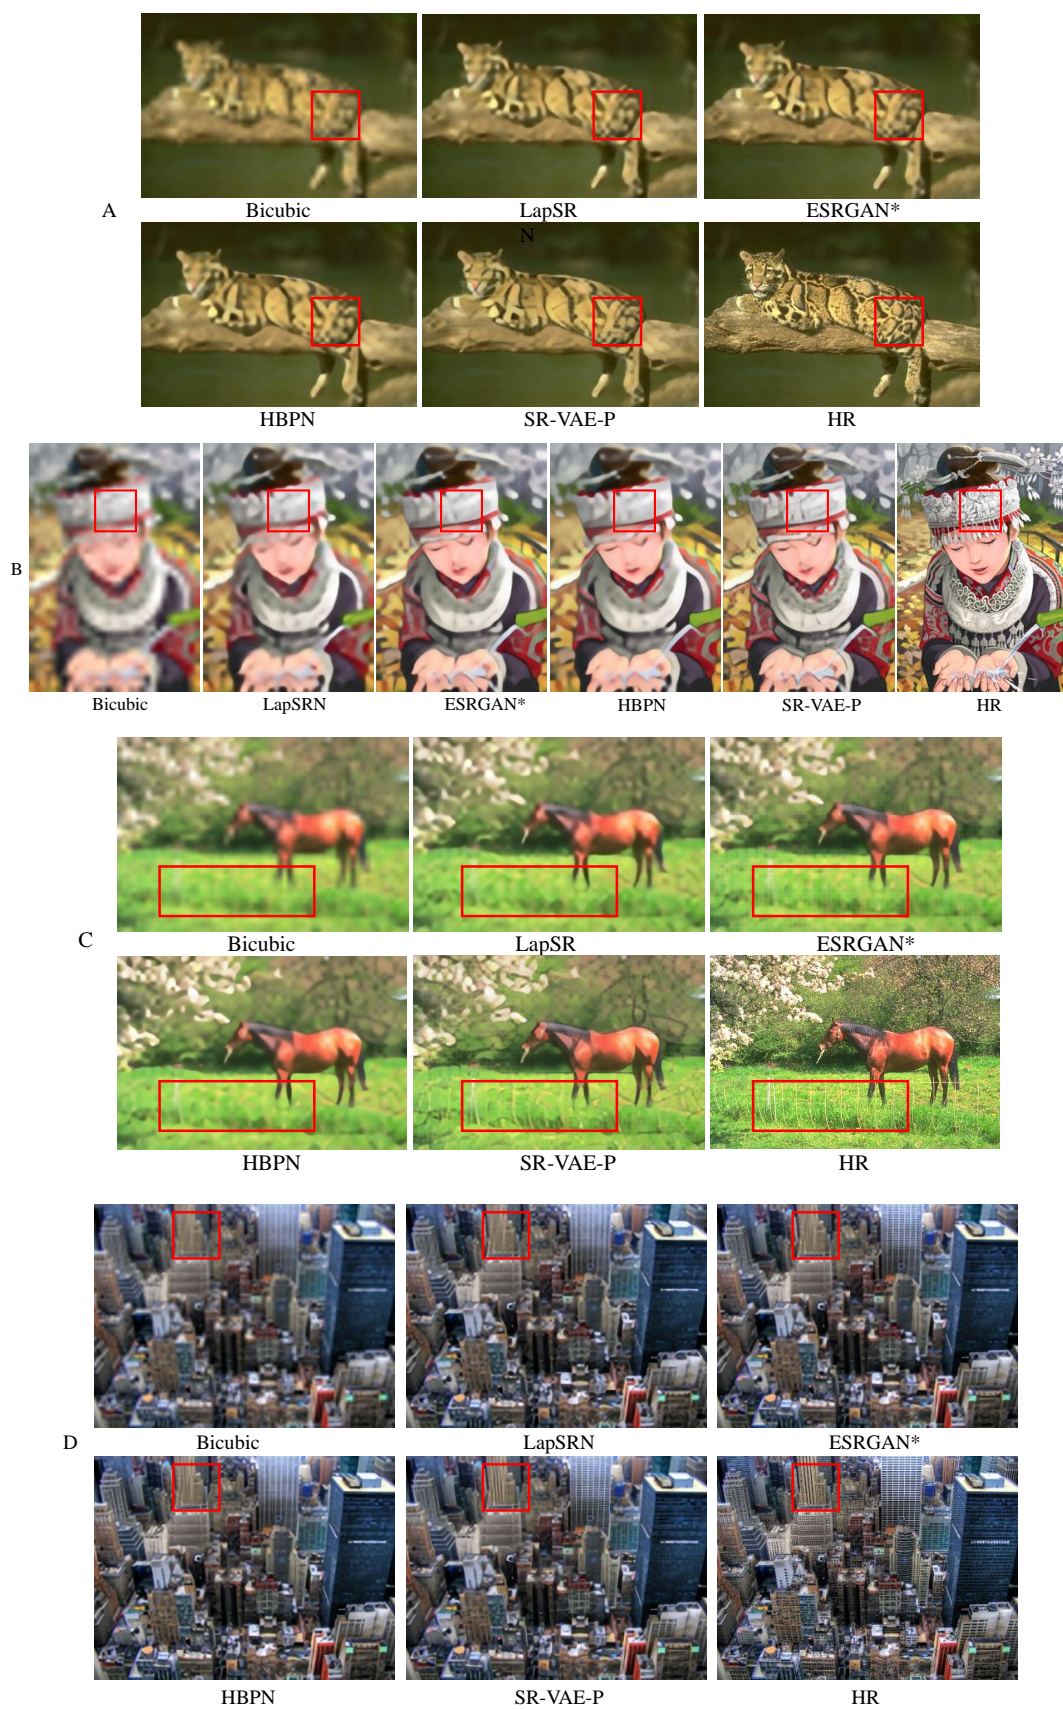 Bicubic LapSR ESRGAN*
A
N
HBPN SR-VAE-P HR
B
Bicubic LapSRN ESRGAN* HBPN SR-VAE-P HR
Bicubic LapSR ESRGAN*
C
HBPN SR-VAE-P HR
Bicubic LapSRN ESRGAN*
D
HBPN SR-VAE-P HR